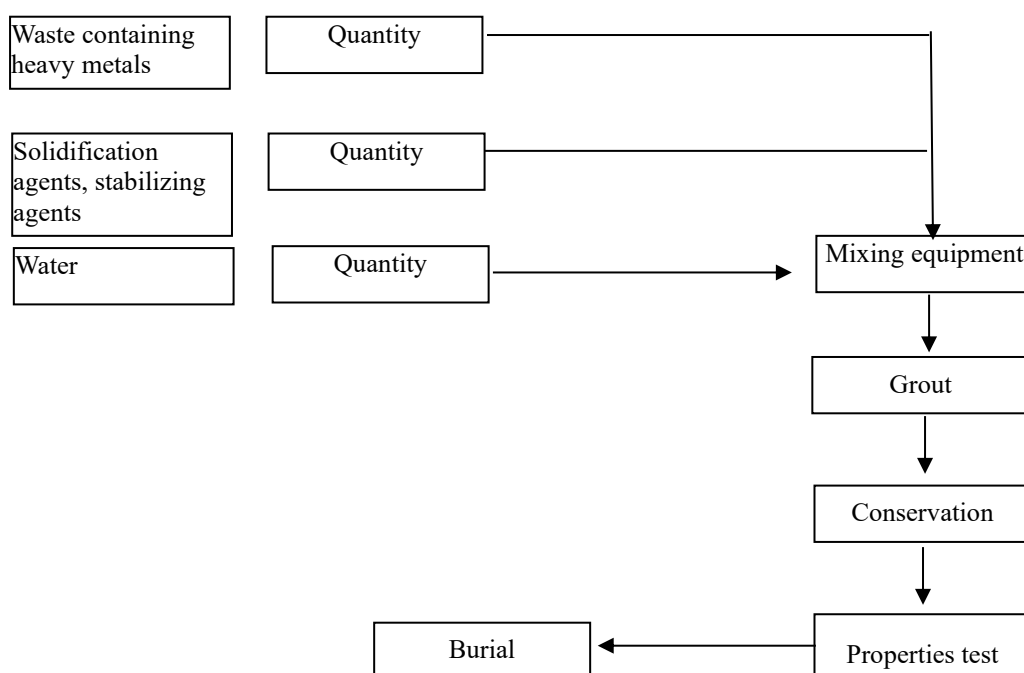 Waste containing
heavy metals
Quantity
Solidification
agents, stabilizing
agents
Quantity
Water
Quantity
Mixing equipment
Grout
Conservation
Properties test
Burial